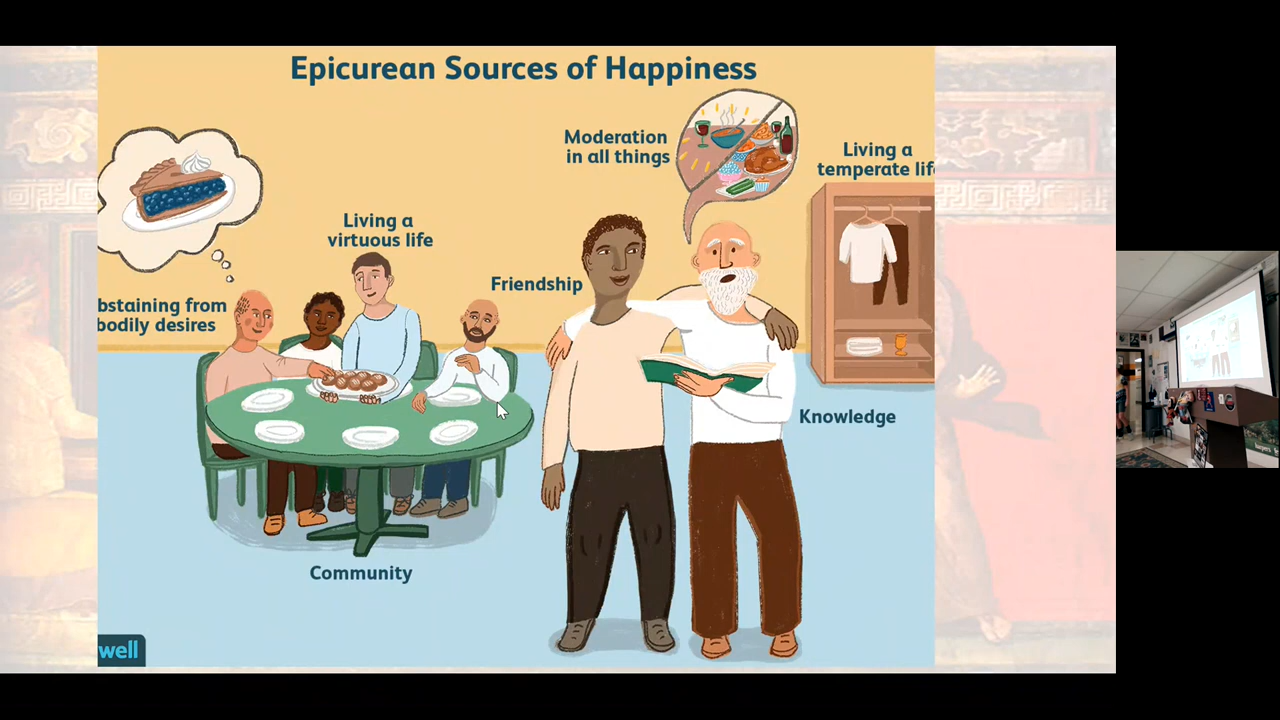 Epicurean Sources of Happiness
Moderation
in all things
Living a
temperate lif
Living a
virtuous life
Friendship
bstaining from
bodily desires
Knowledge
Community
well